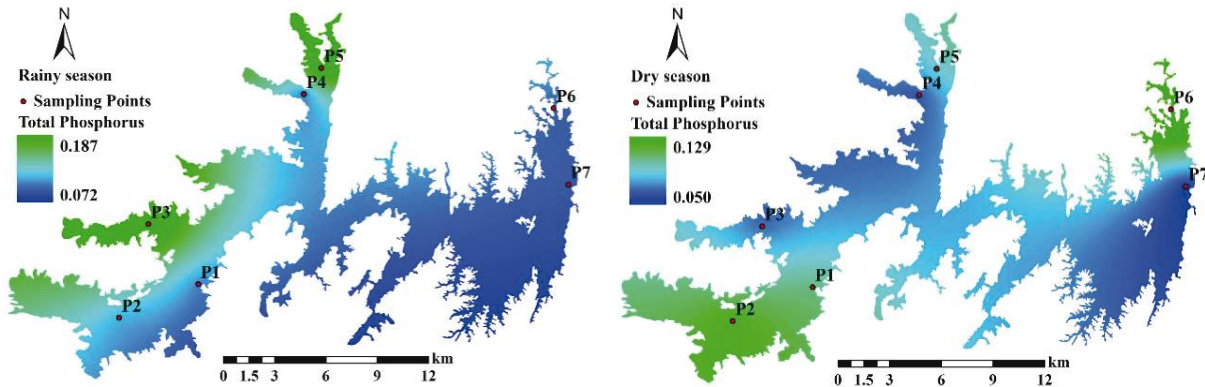 N
Rainy season
Sampling Points
Total Phosphorus
0.187
0.072
P5
P4
P6
P7
P3
P1
P2
km
0 1.5 3 6 9 12
N
Dry season
Sampling Points
Total Phosphorus
0.129
0.050
P5
P4
P6
P7
P3
P1
P2
km
0 1.5 3 6 9 12